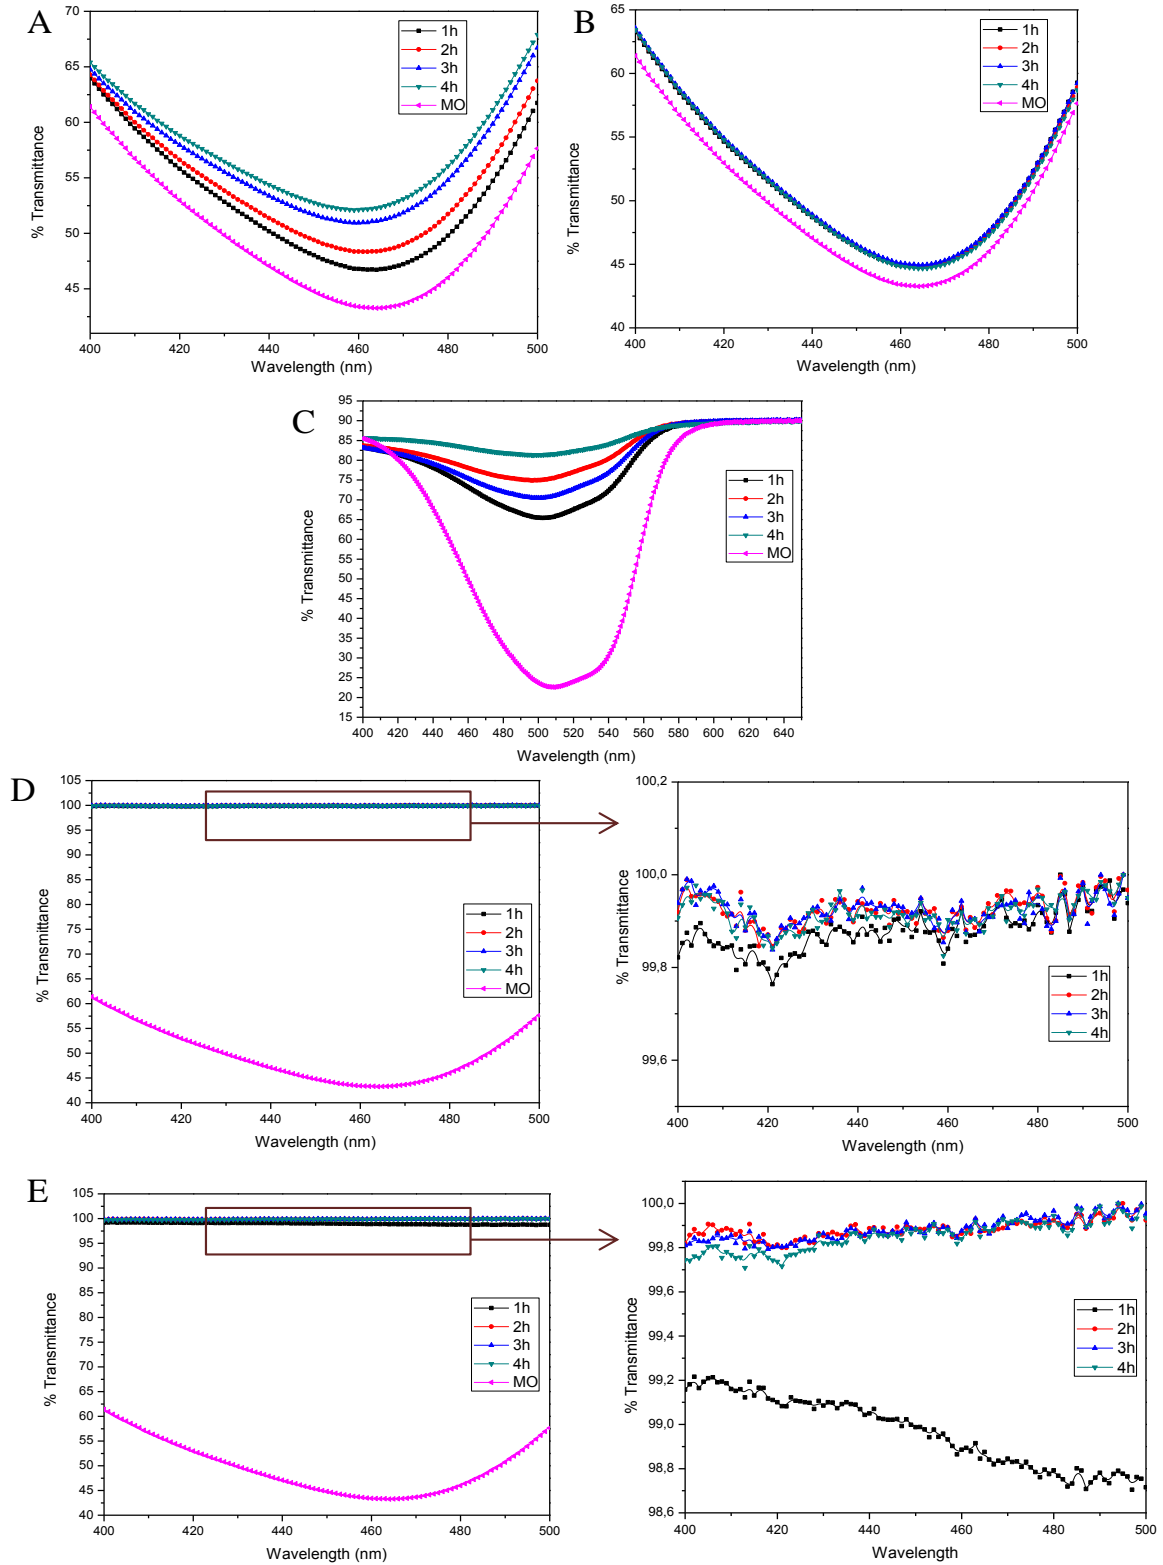 A
70
65
60
55
50
45
400
420
440
460
480
500
% Transmittance
Wavelength (nm)
1h
2h
3h
4h
MO
B
65
60
55
50
45
40
400
420
440
460
480
500
% Transmittance
Wavelength (nm)
1h
2h
3h
4h
MO
C
95
90
85
80
75
70
65
60
55
50
45
40
35
30
25
20
15
400 420 440 460 480 500 520 540 560 580 600 620 640
% Transmittance
Wavelength (nm)
1h
2h
3h
4h
MO
D
105
100
95
90
85
80
75
70
65
60
55
50
45
40
400
420
440
460
480
500
% Transmittance
Wavelength (nm)
1h
2h
3h
4h
MO
100,2
100,0
99,8
99,6
400
420
440
460
480
500
% Transmittance
Wavelength (nm)
1h
2h
3h
4h
E
105
100
95
90
85
80
75
70
65
60
55
50
45
40
400
420
440
460
480
500
% Transmittance
Wavelength (nm)
1h
2h
3h
4h
MO
100,0
99,8
99,6
99,4
99,2
99,0
98,8
98,6
400
420
440
460
480
500
% Transmittance
Wavelength
1h
2h
3h
4h